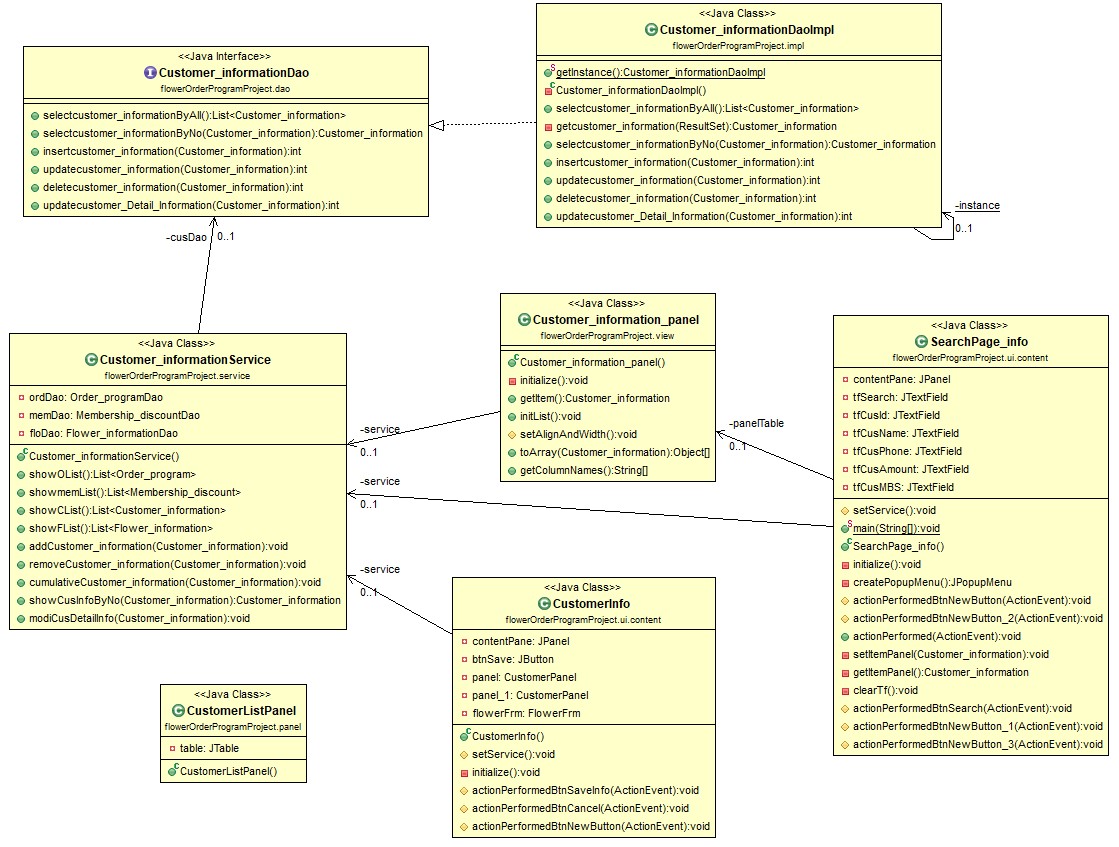 <<Java Interface>>
Customer_informationDao
flowerOrderProgramProject.dao
selectcustomer_informationByAll():List<Customer_information>
selectcustomer_informationByNo(Customer_information):Customer_information
insertcustomer_information(Customer_information):int
updatecustomer_information(Customer_information):int
deletecustomer_information(Customer_information):int
updatecustomer_Detail_Information(Customer_information):int
<<Java Class>>
Customer_informationDaoImpl
flowerOrderProgramProject.impl
getInstance():Customer_informationDaoImpl
Customer_informationDaoImpl()
selectcustomer_informationByAll():List<Customer_information>
getcustomer_information(ResultSet):Customer_information
selectcustomer_informationByNo(Customer_information):Customer_information
insertcustomer_information(Customer_information):int
updatecustomer_information(Customer_information):int
deletecustomer_information(Customer_information):int
updatecustomer_Detail_Information(Customer_information):int
-instance
0..1
-cusDao
0..1
<<Java Class>>
Customer_informationService
flowerOrderProgramProject.service
ordDao: Order_programDao
memDao: Membership_discountDao
floDao: Flower_informationDao
Customer_informationService()
showOList():List<Order_program>
showmemList():List<Membership_discount>
showCList():List<Customer_information>
showFList():List<Flower_information>
addCustomer_information(Customer_information):void
removeCustomer_information(Customer_information):void
cumulativeCustomer_information(Customer_information):void
showCusInfoByNo(Customer_information):Customer_information
modiCusDetailInfo(Customer_information):void
-service
0..1
-service
0..1
-service
0..1
<<Java Class>>
Customer_information_panel
flowerOrderProgramProject.view
Customer_information_panel()
initialize():void
getItem():Customer_information
initList():void
setAlignAndWidth():void
toArray(Customer_information):Object[]
getColumnNames():String[]
-panelTable
0..1
<<Java Class>>
SearchPage_info
flowerOrderProgramProject.ui.content
contentPane: JPanel
tfSearch: JTextField
tfCusId: JTextField
tfCusName: JTextField
tfCusPhone: JTextField
tfCusAmount: JTextField
tfCusMBS: JTextField
setService():void
main(String[]):void
SearchPage_info()
initialize():void
createPopupMenu():JPopupMenu
actionPerformedBtnNewButton(ActionEvent):void
actionPerformedBtnNewButton_2(ActionEvent):void
actionPerformed(ActionEvent):void
setItemPanel(Customer_information):void
getItemPanel():Customer_information
clearTf():void
actionPerformedBtnSearch(ActionEvent):void
actionPerformedBtnNewButton_1(ActionEvent):void
actionPerformedBtnNewButton_3(ActionEvent):void
<<Java Class>>
CustomerInfo
flowerOrderProgramProject.ui.content
contentPane: JPanel
btnSave: JButton
panel: CustomerPanel
panel_1: CustomerPanel
flowerFrm: FlowerFrm
CustomerInfo()
setService():void
initialize():void
actionPerformedBtnSaveInfo(ActionEvent):void
actionPerformedBtnCancel(ActionEvent):void
actionPerformedBtnNewButton(ActionEvent):void
<<Java Class>>
CustomerListPanel
flowerOrderProgramProject.panel
table: JTable
CustomerListPanel()